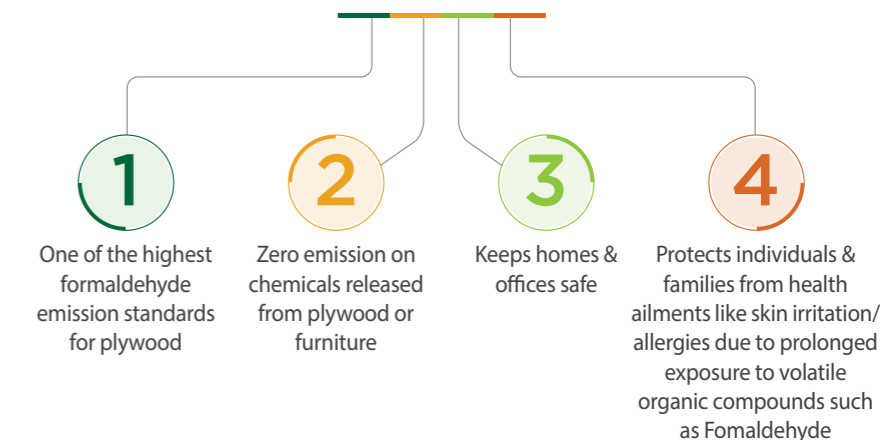 1
One of the highest
formaldehyde
emission standards
for plywood
2
Zero emission on
chemicals released
from plywood or
furniture
3
Keeps homes &
offices safe
4
Protects individuals &
families from health
ailments like skin irritation/
allergies due to prolonged
exposure to volatile
organic compounds such
as Fomaldehyde